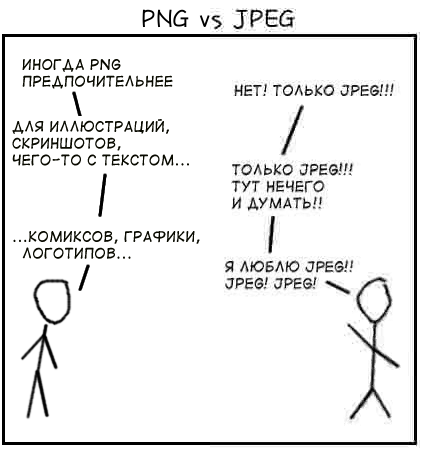 PNG vs JPEG
ИНОГДА PNG
ПРЕДПОЧИТЕЛЬНЕЕ
ДЛЯ ИЛЛЮСТРАЦИЙ,
СКРИНШОТОВ,
ЧЕГО-ТО С ТЕКСТОМ...
...КОМИКСОВ, ГРАФИКИ,
ЛОГОТИПОВ...
НЕТ! ТОЛЬКО JPEG!!!
ТОЛЬКО JPEG!!!
ТУТ НЕЧЕГО
И ДУМАТЬ!!
Я ЛЮБЛЮ JPEG!!
JPEG! JPEG!